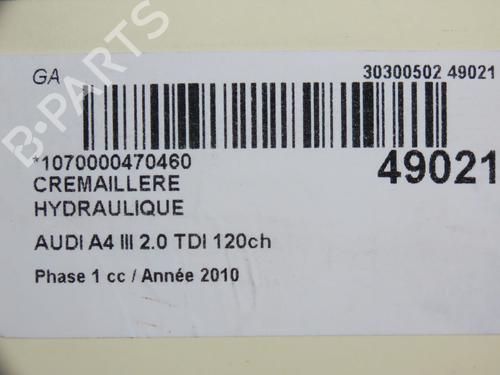 GA
30300502 49021
*1070000470460
49021
CREMAILLERE
HYDRAULIQUE
AUDI A4 III 2.0 TDI 120ch
Phase 1 cc / Année 2010
B-PARTS